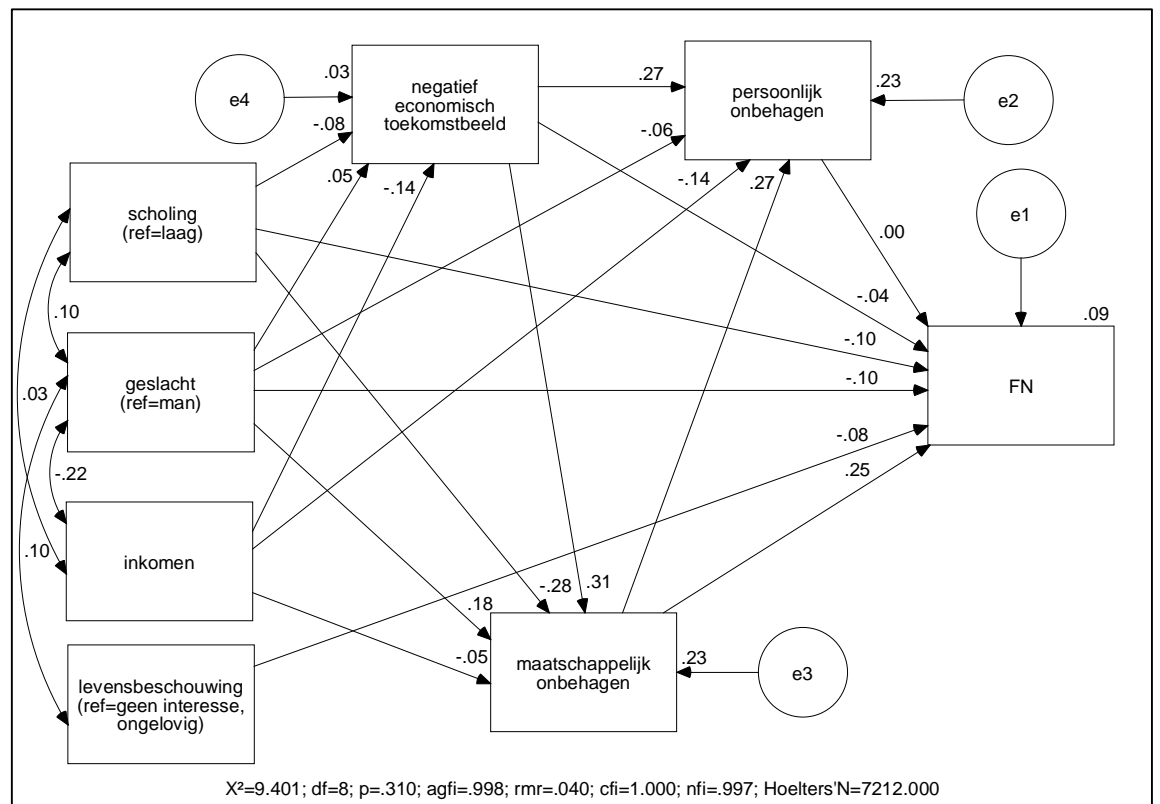 e4
.03
negatief
economisch
toekomstbeeld
.27
persoonlijk
onbehagen
.23
e2
-.08
-.06
.05
-.14
-.14
.27
scholing
(ref=laag)
e1
.00
.10
-.04
.09
geslacht
(ref=man)
-.10
FN
-.10
.03
-.08
-.22
.25
inkomen
.10
-.28
.31
.18
-.05
maatschappelijk
onbehagen
.23
e3
levensbeschouwing
(ref=geen interesse,
ongelovig)
X²=9.401; df=8; p=.310; agfi=.998; rmr=.040; cfi=1.000; nfi=.997; Hoelters'N=7212.000